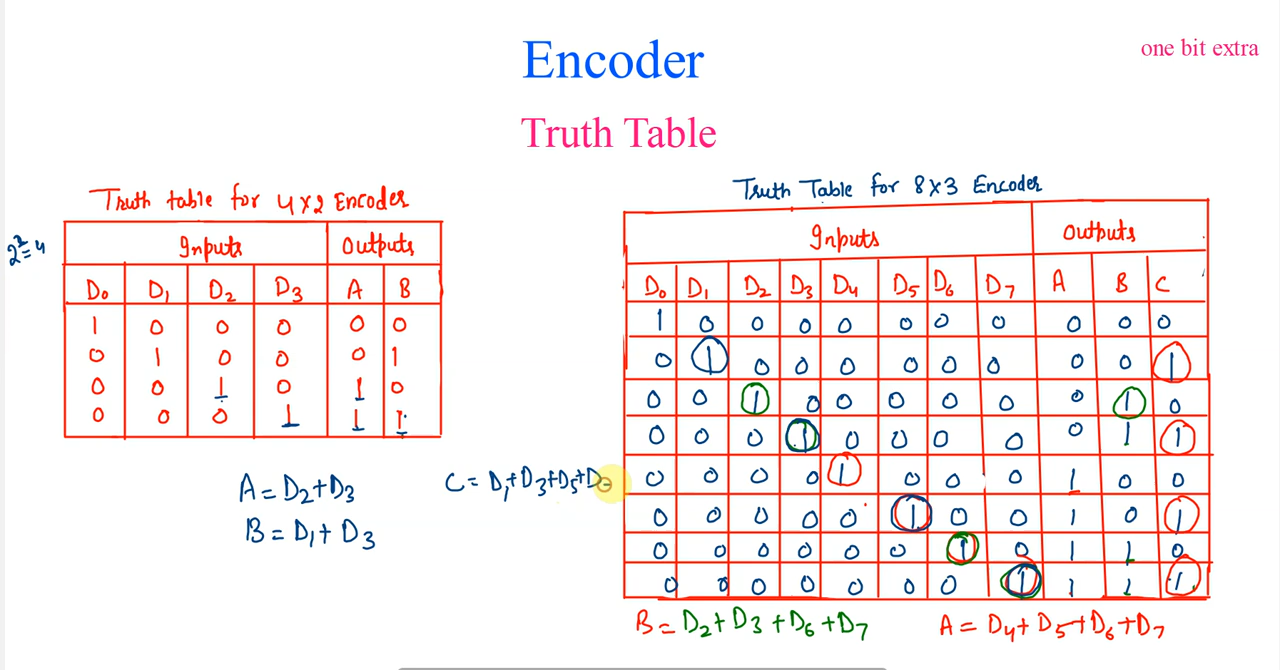 Encoder
one bit extra
Truth Table
Truth table for 4x2 Encoder
2²=4
Inputs Outputs
D₀ D₁ D₂ D₃ A B
1 0 0 0 0 0
0 1 0 0 0 1
0 0 1 0 1 0
0 0 0 1 1 1
A = D₂+D₃
B = D₁+D₃
C = D₁+D₃+D₅+D
Truth Table for 8x3 Encoder
Inputs Outputs
D₀ D₁ D₂ D₃ D₄ D₅ D₆ D₇ A B C
1 0 0 0 0 0 0 0 0 0 0
0 1 0 0 0 0 0 0 0 0 1
0 0 1 0 0 0 0 0 0 1 0
0 0 0 1 0 0 0 0 0 1 1
0 0 0 0 1 0 0 0 1 0 0
0 0 0 0 0 1 0 0 1 0 1
0 0 0 0 0 0 1 0 1 1 0
0 0 0 0 0 0 0 1 1 1 1
B = D₂+D₃+D₆+D₇
A = D₄+D₅+D₆+D₇